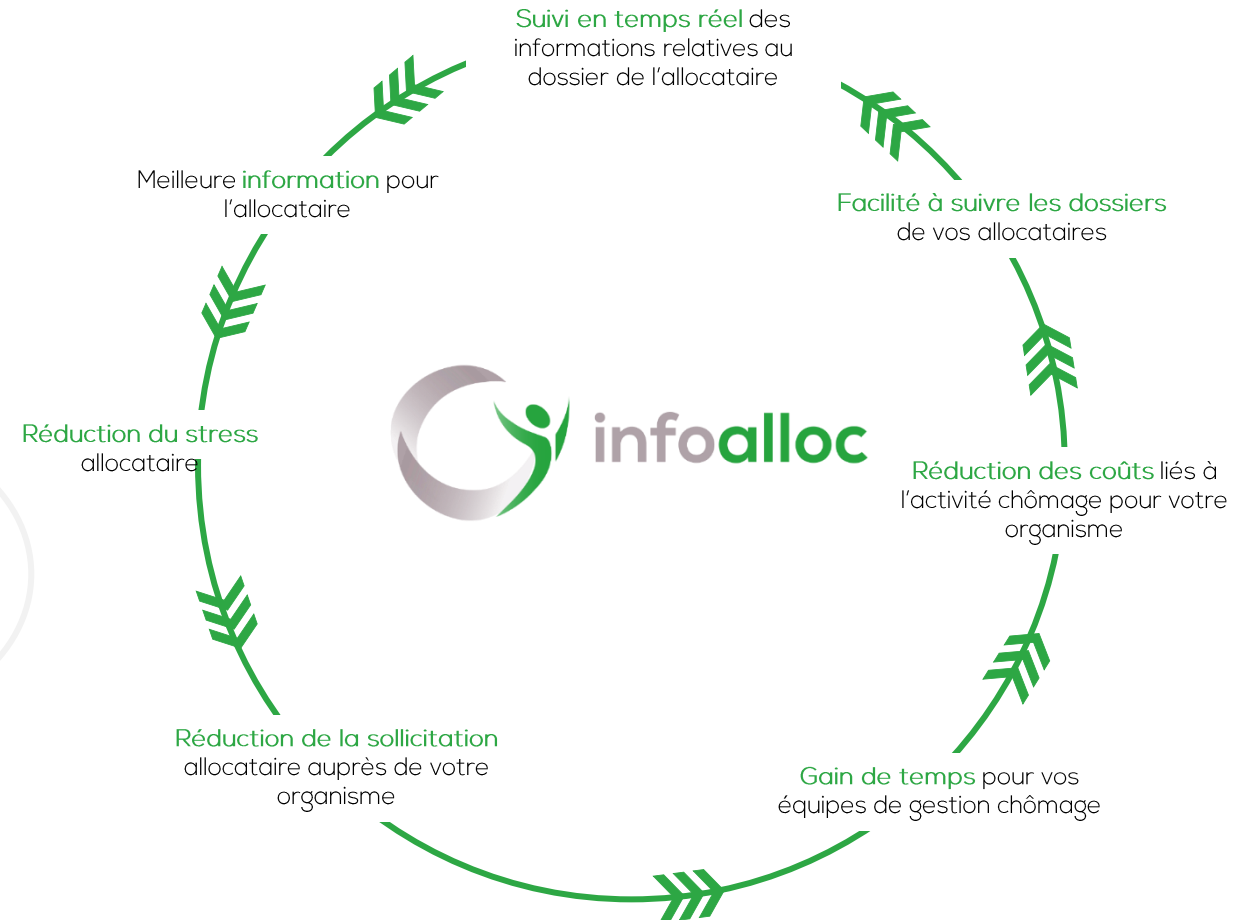 Suivi en temps réel des
informations relatives au
dossier de l'allocataire
Meilleure information pour
l'allocataire
Facilité à suivre les dossiers
de vos allocataires
infoalloc
Réduction du stress
allocataire
Réduction des coûts liés à
l'activité chômage pour votre
organisme
Réduction de la sollicitation
allocataire auprès de votre
organisme
Gain de temps pour vos
équipes de gestion chômage